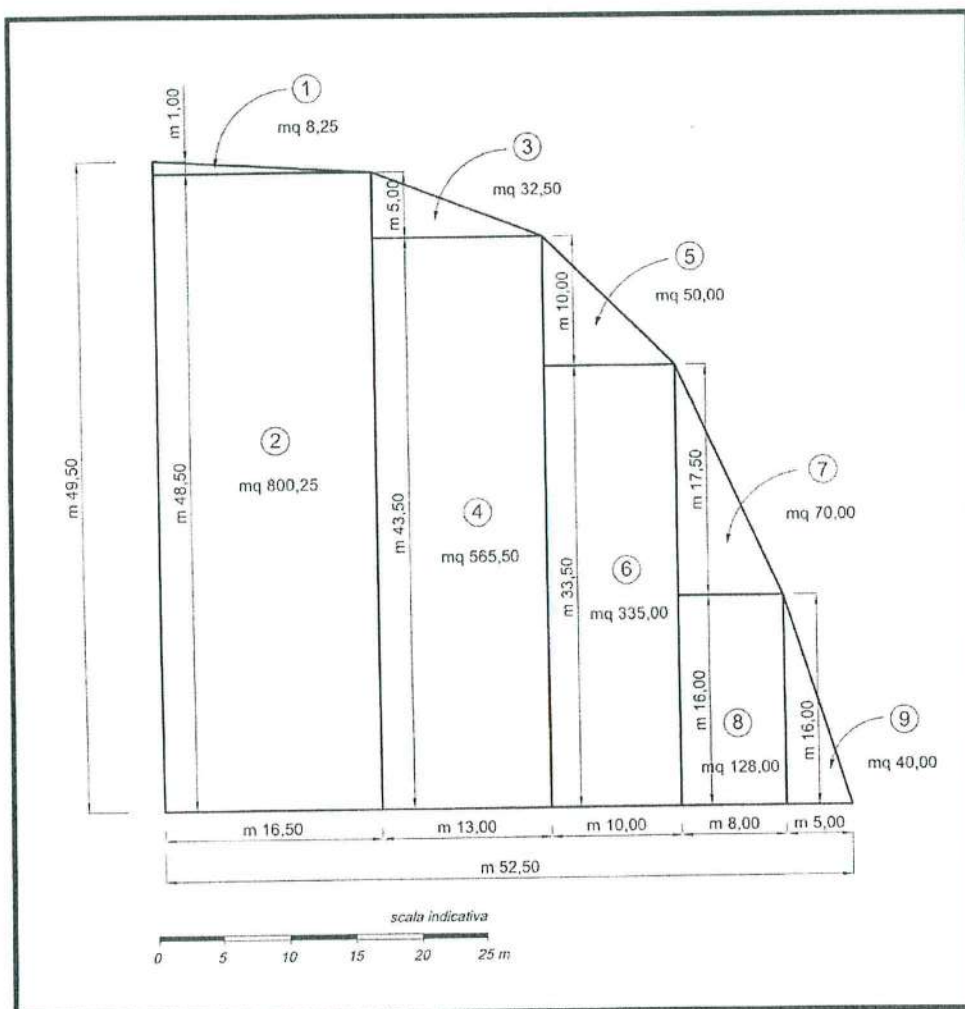 1
m 1,00
mq 8,25
3
mq 32,50
m 5,00
5
mq 50,00
m 10,00
m 49,50
m 48,50
2
mq 800,25
m 43,50
4
mq 565,50
m 33,50
6
mq 335,00
m 17,50
7
mq 70,00
m 16,00
8
mq 128,00
m 16,00
9
mq 40,00
m 16,50
m 13,00
m 10,00
m 8,00
m 5,00
m 52,50
scala indicativa
0 5 10 15 20 25 m